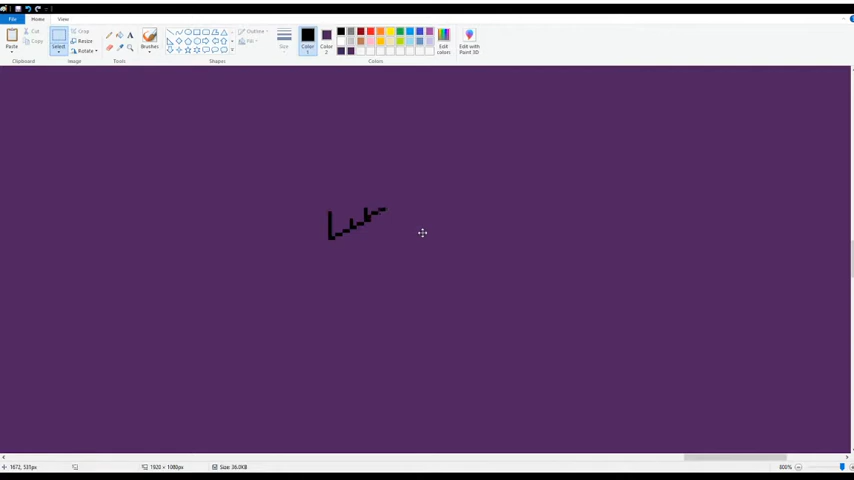 File
Home
View
Paste
Cut
Copy
Clipboard
Select
Crop
Resize
Rotate
Image
A
Tools
Brushes
Outline
Fill
Shapes
Size
Color 1
Color 2
Edit colors
Edit with Paint 3D
Colors
1672, 531px
1920 × 1080px
Size: 36.0KB
800%